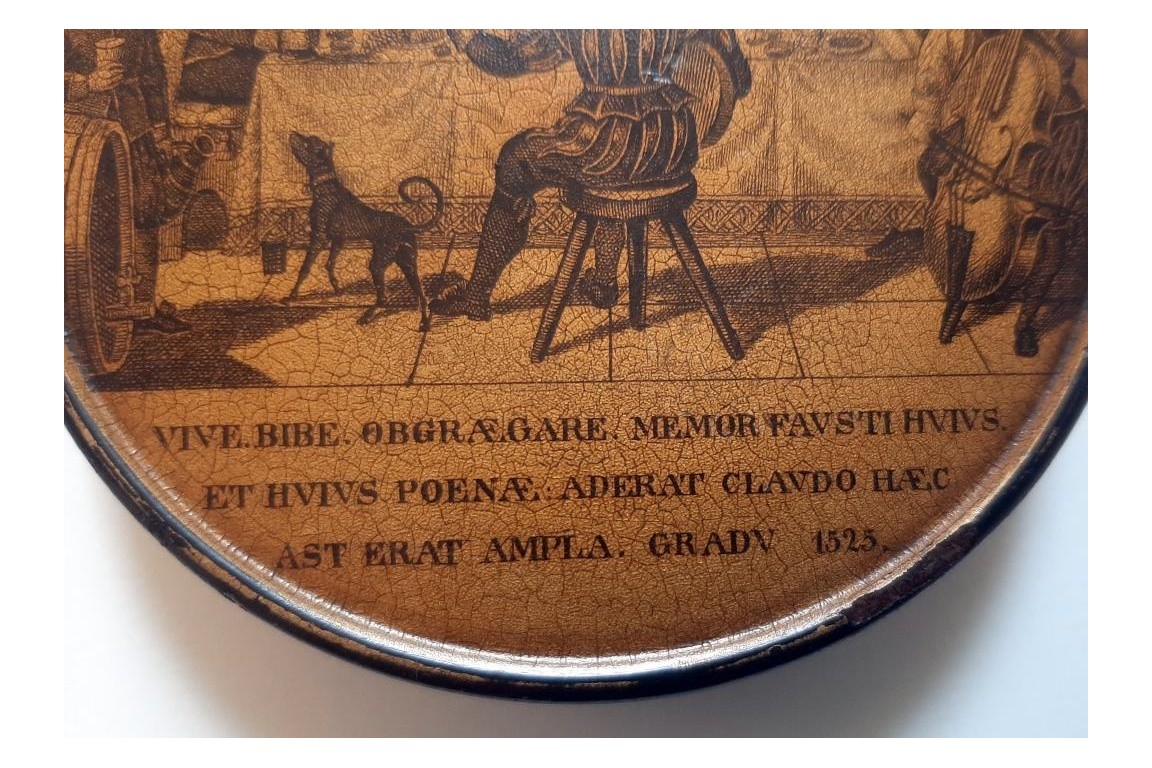 VIVE. BIBE. OBGRÆGARE. MEMOR FAVSTI HVIVS.
ET HVIVS POENÆ: ADERAT CLAVDO HÆC
AST ERAT AMPLA. GRADV 1525.